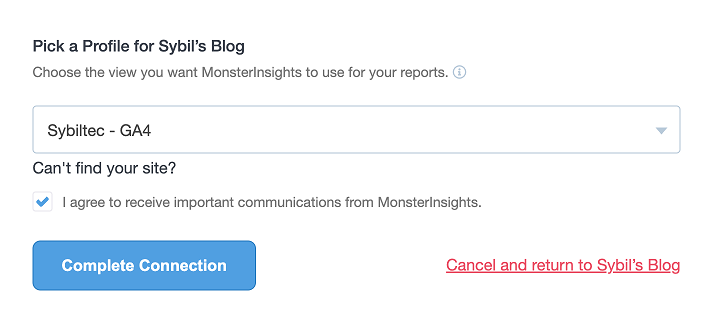 Pick a Profile for Sybil’s Blog
Choose the view you want MonsterInsights to use for your reports.
Sybiltec - GA4
Can't find your site?
I agree to receive important communications from MonsterInsights.
Complete Connection
Cancel and return to Sybil’s Blog